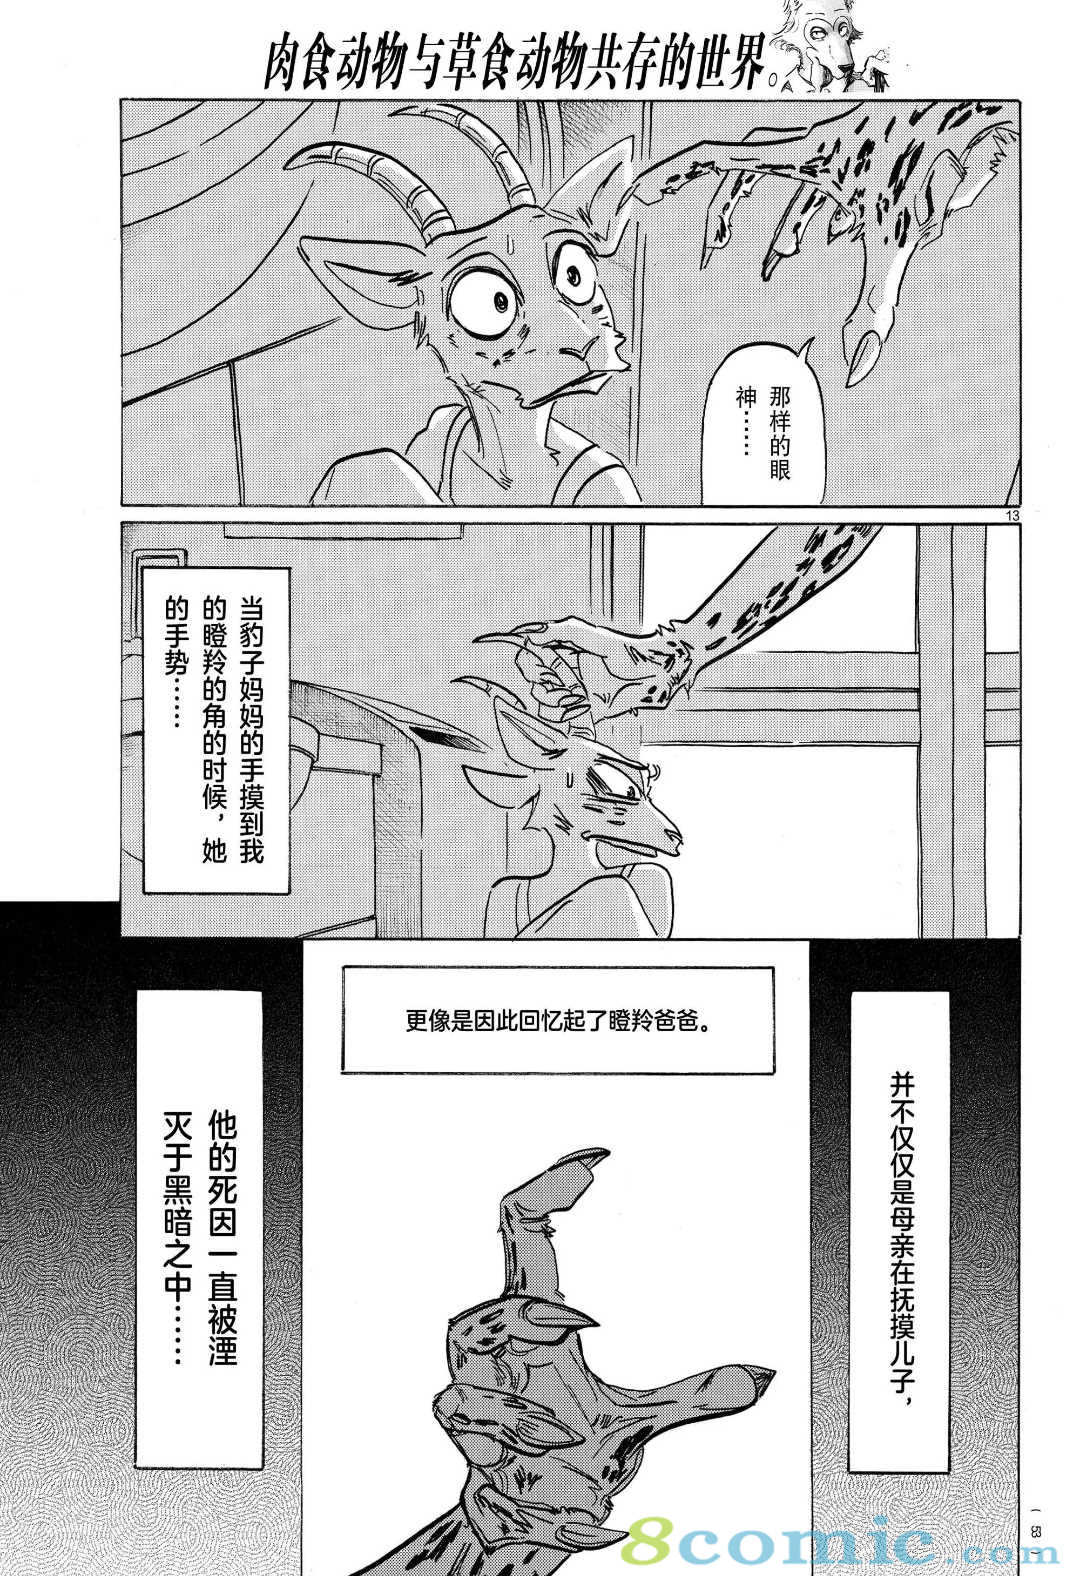 肉食动物与草食动物共存的世界。
那样的眼
神……
13
当豹子妈妈的手摸到我
的瞪羚的角的时候，她
的手势……
更像是因此回忆起了瞪羚爸爸。
并不仅仅是母亲在抚摸儿子，
他的死因一直被湮
灭于黑暗之中……
8comic.com